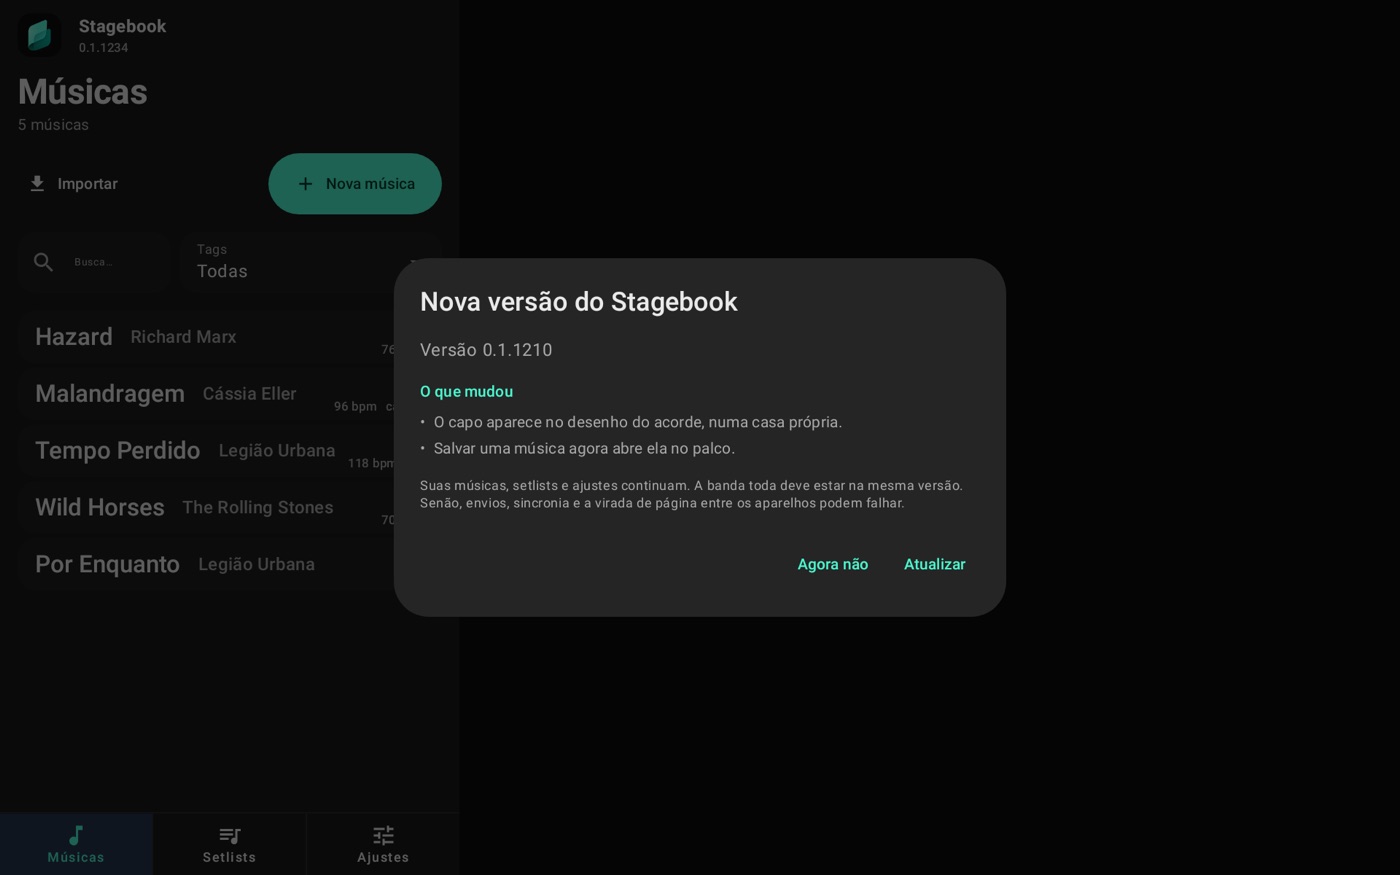 Stagebook
0.1.1234
Músicas
5 músicas
Importar
Nova música
Busca...
Tags
Todas
Hazard Richard Marx
76
Malandragem Cássia Eller
96 bpm
Tempo Perdido Legião Urbana
118 bpm
Wild Horses The Rolling Stones
70
Por Enquanto Legião Urbana
Nova versão do Stagebook
Versão 0.1.1210
O que mudou
• O capo aparece no desenho do acorde, numa casa própria.
• Salvar uma música agora abre ela no palco.
Suas músicas, setlists e ajustes continuam. A banda toda deve estar na mesma versão.
Senão, envios, sincronia e a virada de página entre os aparelhos podem falhar.
Agora não Atualizar
Músicas Setlists Ajustes